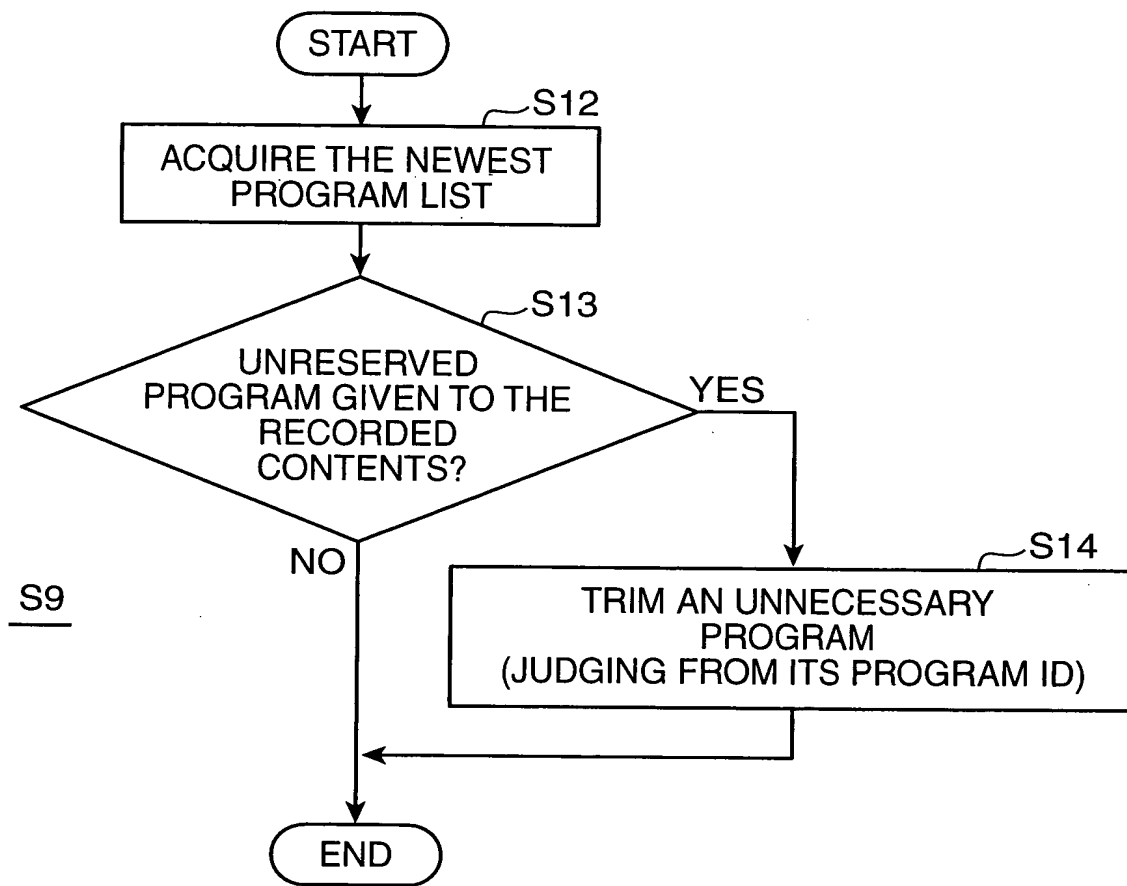 START
S12
ACQUIRE THE NEWEST
PROGRAM LIST
S13
UNRESERVED
PROGRAM GIVEN TO THE
RECORDED
CONTENTS?
YES
NO
S14
S9
TRIM AN UNNECESSARY
PROGRAM
(JUDGING FROM ITS PROGRAM ID)
END